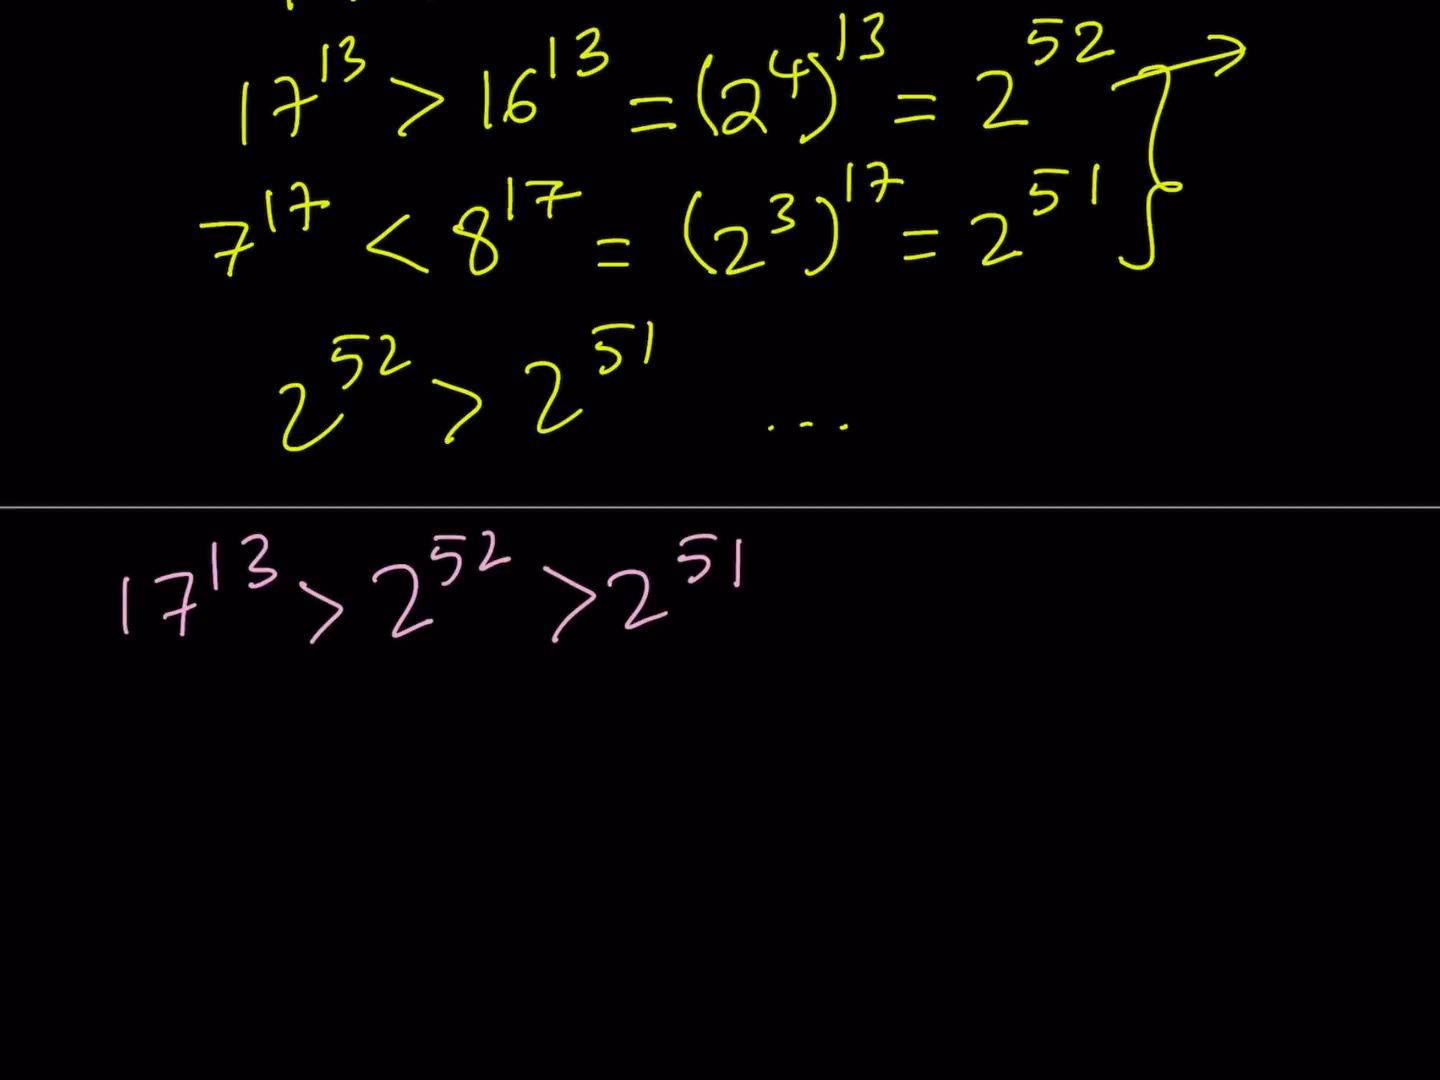 17^13 > 16^13 = (2^4)^13 = 2^52
7^17 < 8^17 = (2^3)^17 = 2^51
2^52 > 2^51 ...
17^13 > 2^52 > 2^51